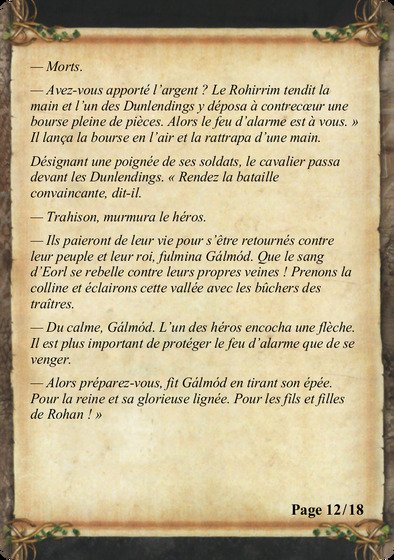 — Morts.
— Avez-vous apporté l'argent ? Le Rohirrim tendit la
main et l'un des Dunlendings y déposa à contrecœur une
bourse pleine de pièces. Alors le feu d'alarme est à vous. »
Il lança la bourse en l'air et la rattrapa d'une main.
Désignant une poignée de ses soldats, le cavalier passa
devant les Dunlendings. « Rendez la bataille
convaincante, dit-il.
— Trahison, murmura le héros.
— Ils paieront de leur vie pour s'être retournés contre
leur peuple et leur roi, fulmina Gálmód. Que le sang
d'Eorl se rebelle contre leurs propres veines ! Prenons la
colline et éclairons cette vallée avec les bûchers des
traîtres.
— Du calme, Gálmód. L'un des héros encocha une flèche.
Il est plus important de protéger le feu d'alarme que de se
venger.
— Alors préparez-vous, fit Gálmód en tirant son épée.
Pour la reine et sa glorieuse lignée. Pour les fils et filles
de Rohan ! »
Page 12/18